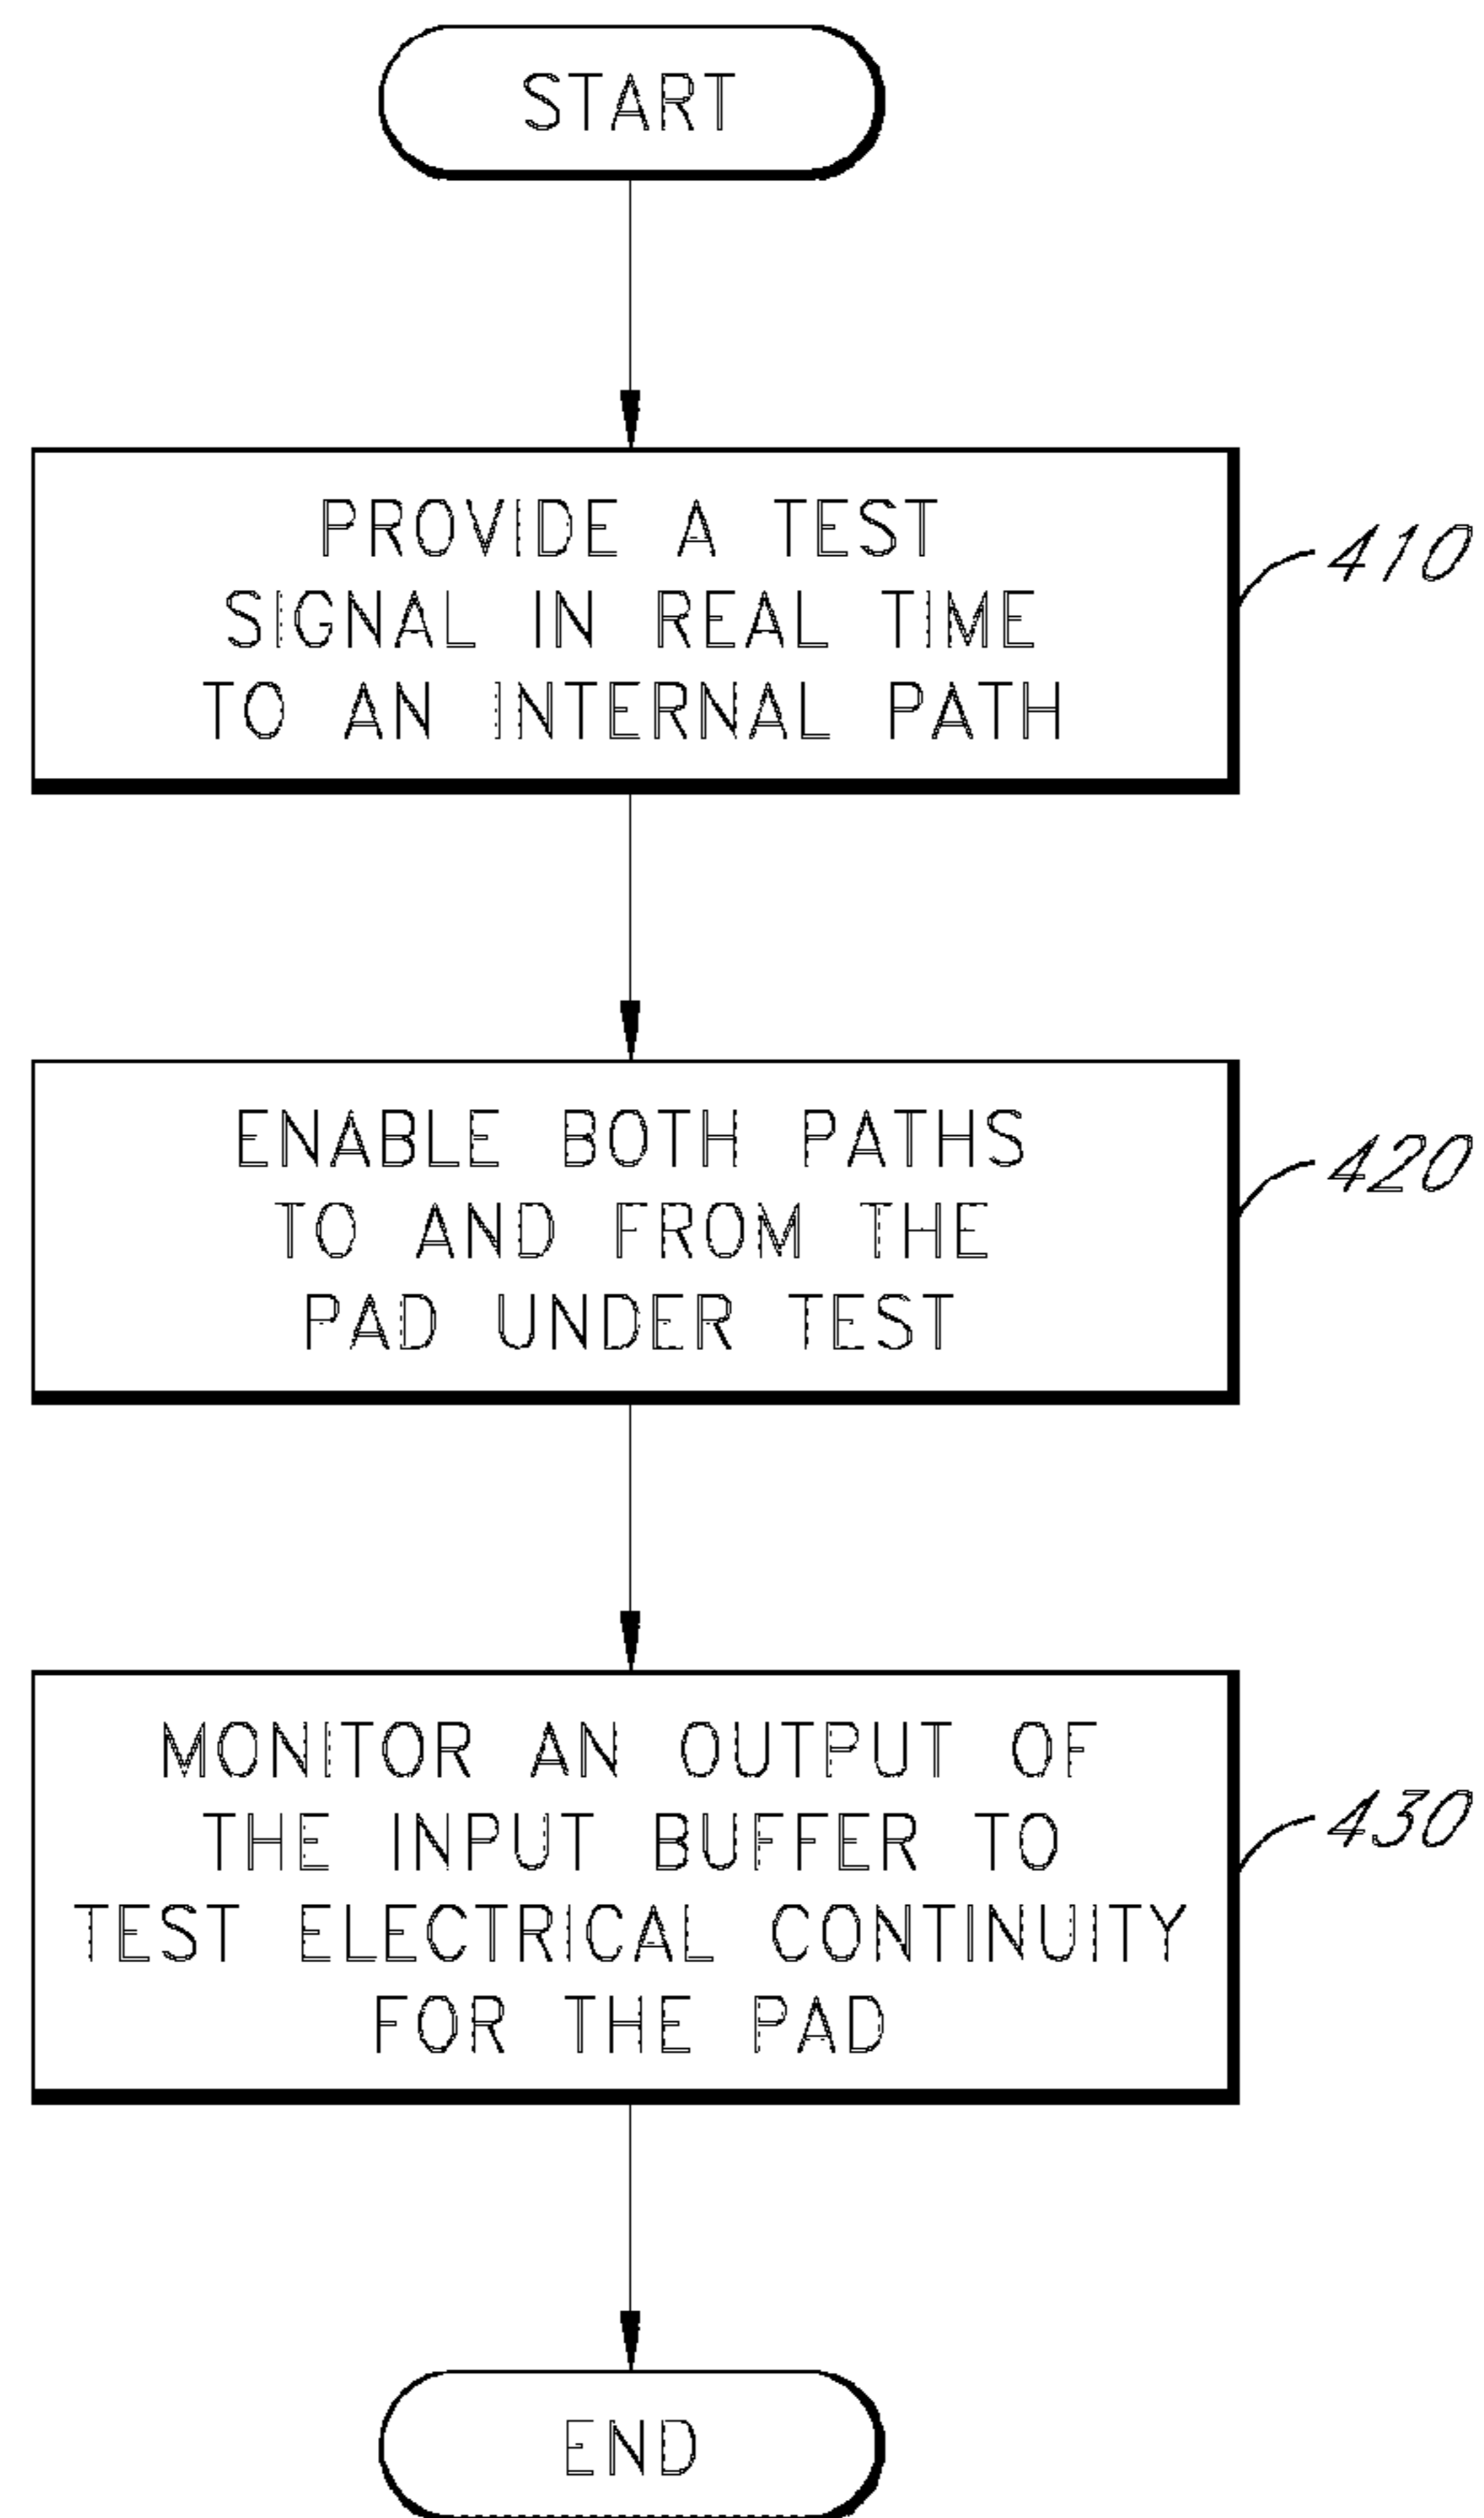 START
PROVIDE A TEST
SIGNAL IN REAL TIME
TO AN INTERNAL PATH
410
ENABLE BOTH PATHS
TO AND FROM THE
PAD UNDER TEST
420
MONITOR AN OUTPUT OF
THE INPUT BUFFER TO
TEST ELECTRICAL CONTINUITY
FOR THE PAD
430
END